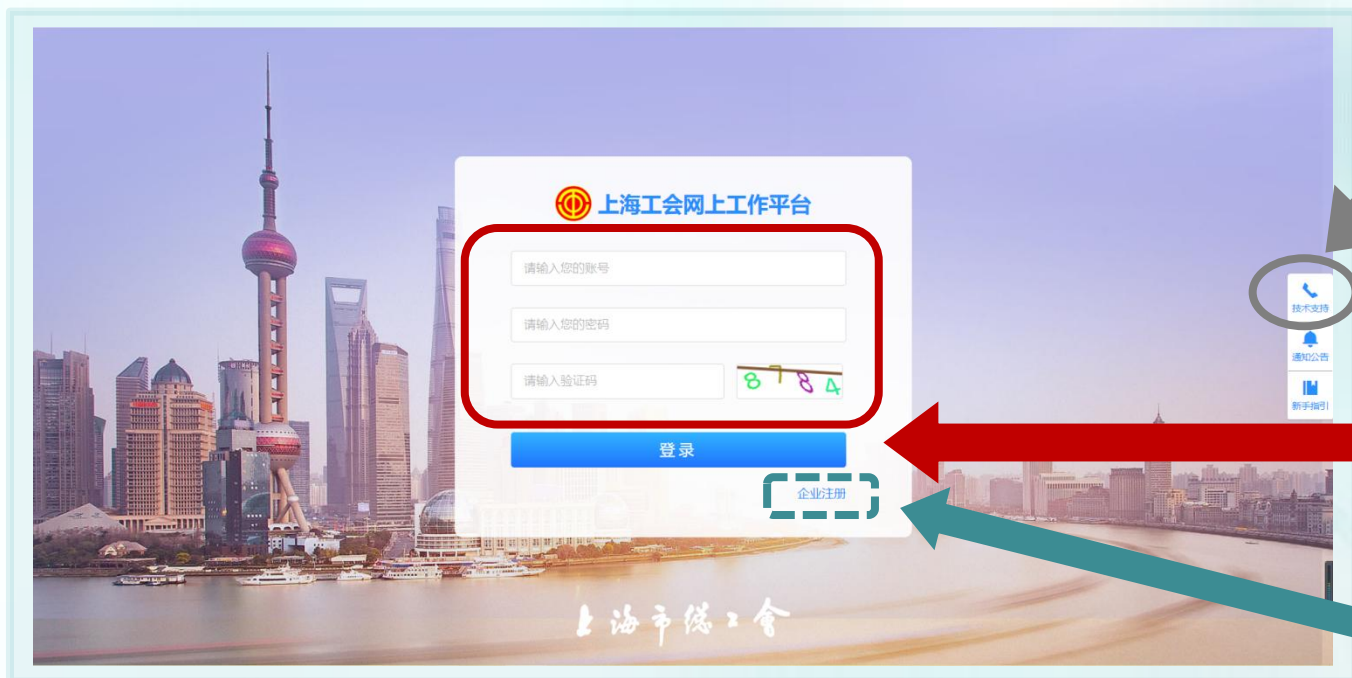 上海工会网上工作平台
请输入您的账号
请输入您的密码
请输入验证码
8784
登录
企业注册
技术支持
通知公告
新手指引
上海市总工會